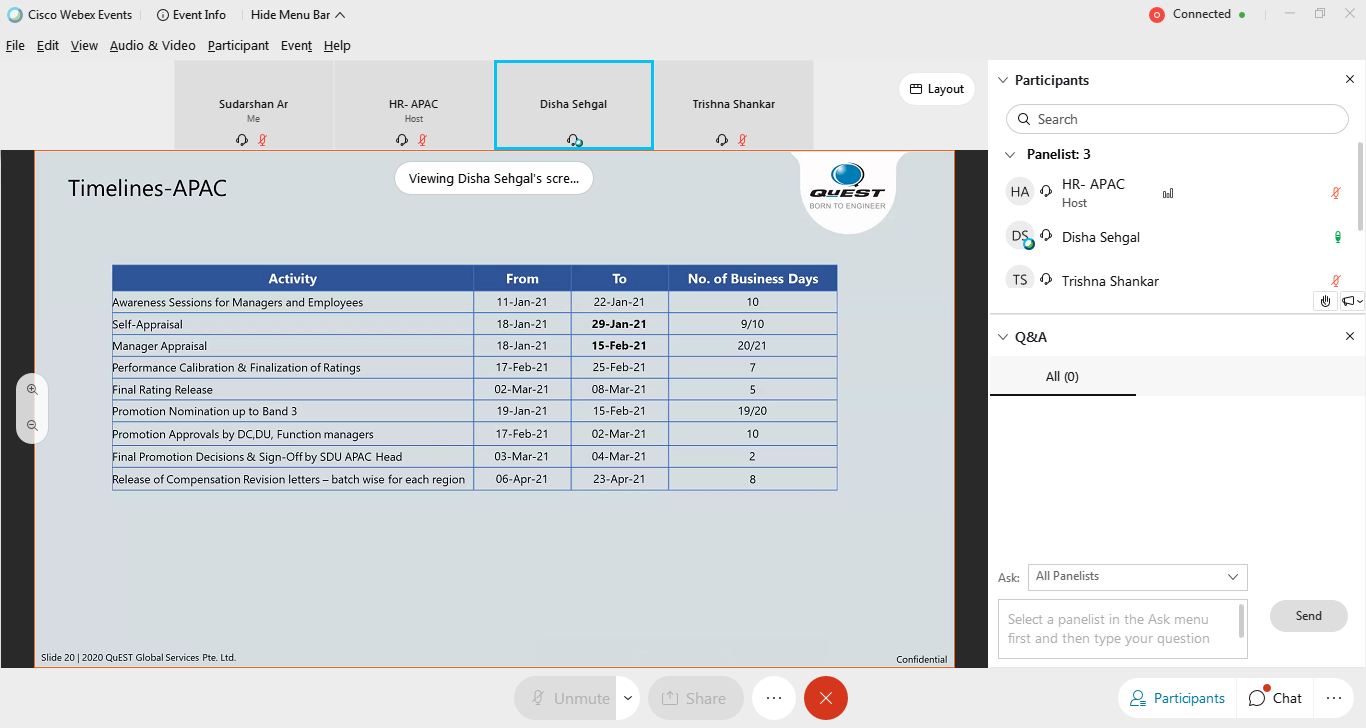 Cisco Webex Events
Event Info
Hide Menu Bar
Connected
File Edit View Audio & Video Participant Event Help
Sudarshan Ar
Me
HR- APAC
Host
Disha Sehgal
Trishna Shankar
Layout
Viewing Disha Sehgal's scre...
Timelines-APAC
QuEST
BORN TO ENGINEER
Activity From To No. of Business Days
Awareness Sessions for Managers and Employees 11-Jan-21 22-Jan-21 10
Self-Appraisal 18-Jan-21 29-Jan-21 9/10
Manager Appraisal 18-Jan-21 15-Feb-21 20/21
Performance Calibration & Finalization of Ratings 17-Feb-21 25-Feb-21 7
Final Rating Release 02-Mar-21 08-Mar-21 5
Promotion Nomination up to Band 3 19-Jan-21 15-Feb-21 19/20
Promotion Approvals by DC,DU, Function managers 17-Feb-21 02-Mar-21 10
Final Promotion Decisions & Sign-Off by SDU APAC Head 03-Mar-21 04-Mar-21 2
Release of Compensation Revision letters – batch wise for each region 06-Apr-21 23-Apr-21 8
Slide 20 | 2020 QuEST Global Services Pte. Ltd.
Confidential
Participants
Search
Panelist: 3
HA HR- APAC
Host
DS Disha Sehgal
TS Trishna Shankar
Q&A
All (0)
Ask: All Panelists
Select a panelist in the Ask menu
first and then type your question
Send
Unmute
Share
Participants
Chat